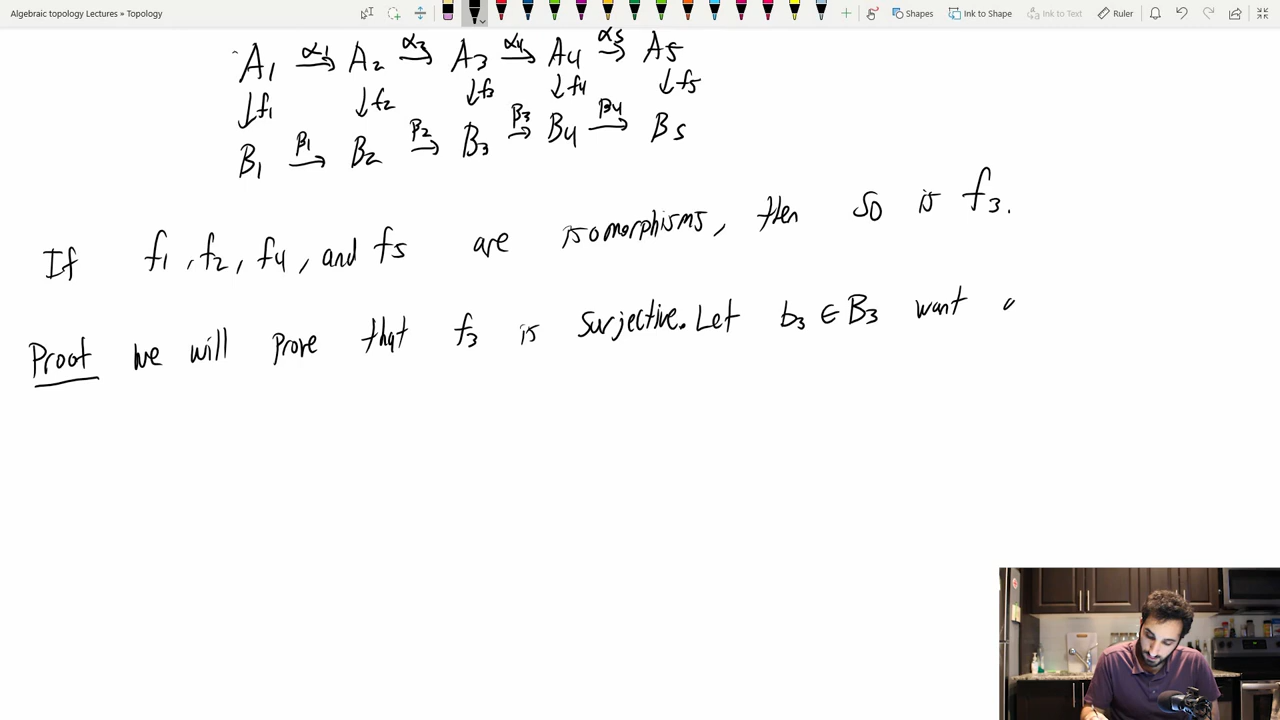 Algebraic topology Lectures » Topology
Shapes Ink to Shape Ink to Text Ruler
A₁ →α₁ A₂ →α₃ A₃ →α₄ A₄ →α₅ A₅
↓f₁ ↓f₂ ↓f₃ ↓f₄ ↓f₅
B₁ →β₁ B₂ →β₂ B₃ →β₃ B₄ →β₄ B₅
If f₁, f₂, f₄, and f₅ are isomorphisms, then so is f₃.
Proof We will prove that f₃ is surjective. Let b₃ ∈ B₃ want